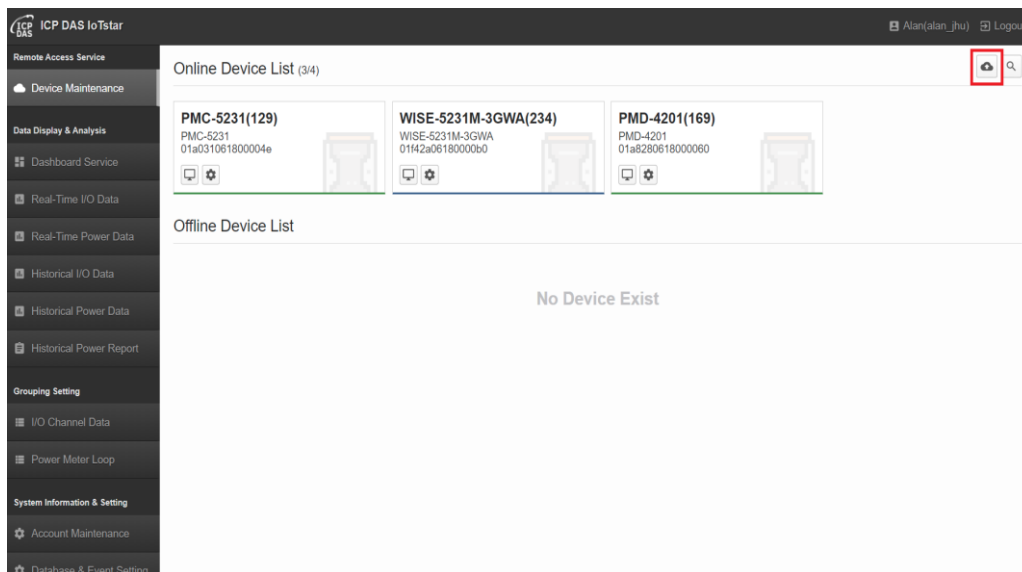 ICP DAS
ICP DAS IoTstar
Alan(alan_jhu)
Logou
Remote Access Service
Device Maintenance
Data Display & Analysis
Dashboard Service
Real-Time I/O Data
Real-Time Power Data
Historical I/O Data
Historical Power Data
Historical Power Report
Grouping Setting
I/O Channel Data
Power Meter Loop
System Information & Setting
Account Maintenance
Database & Event Setting
Online Device List (3/4)
PMC-5231(129)
PMC-5231
01a031061800004e
WISE-5231M-3GWA(234)
WISE-5231M-3GWA
01f42a06180000b0
PMD-4201(169)
PMD-4201
01a8280618000060
Offline Device List
No Device Exist